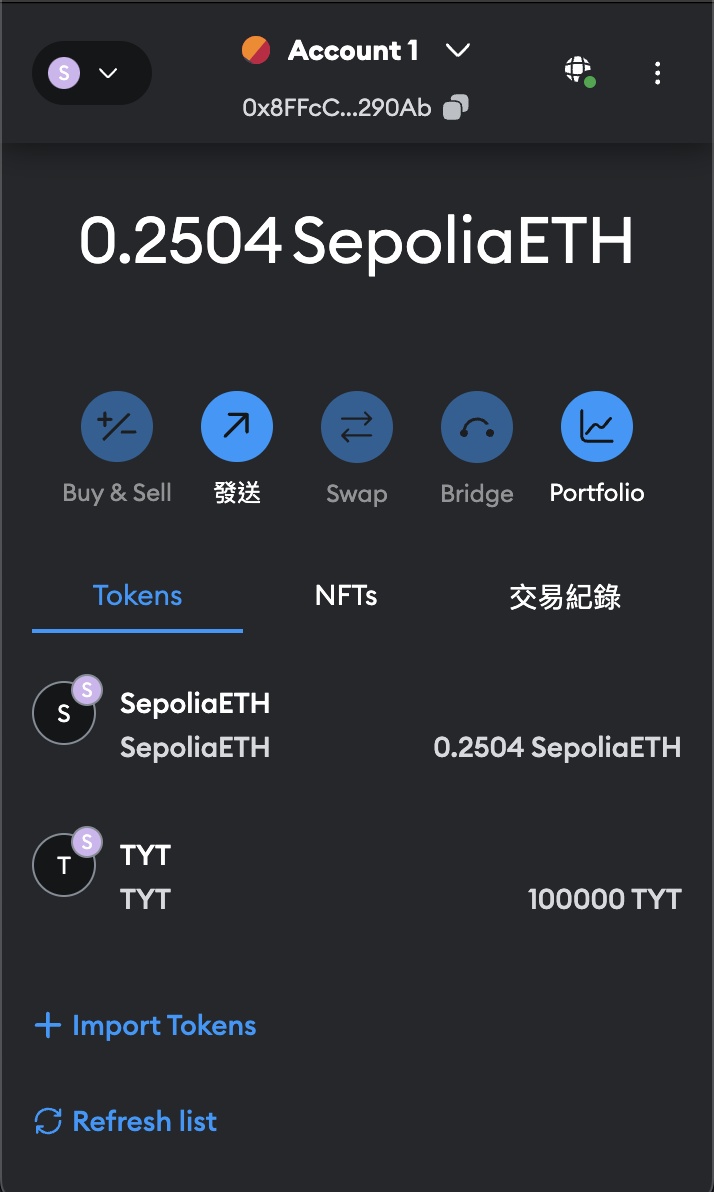 S
Account 1
0x8FFcC...290Ab
0.2504 SepoliaETH
Buy & Sell 發送 Swap Bridge Portfolio
Tokens NFTs 交易紀錄
S
S SepoliaETH
SepoliaETH 0.2504 SepoliaETH
S
T TYT
TYT 100000 TYT
Import Tokens
Refresh list